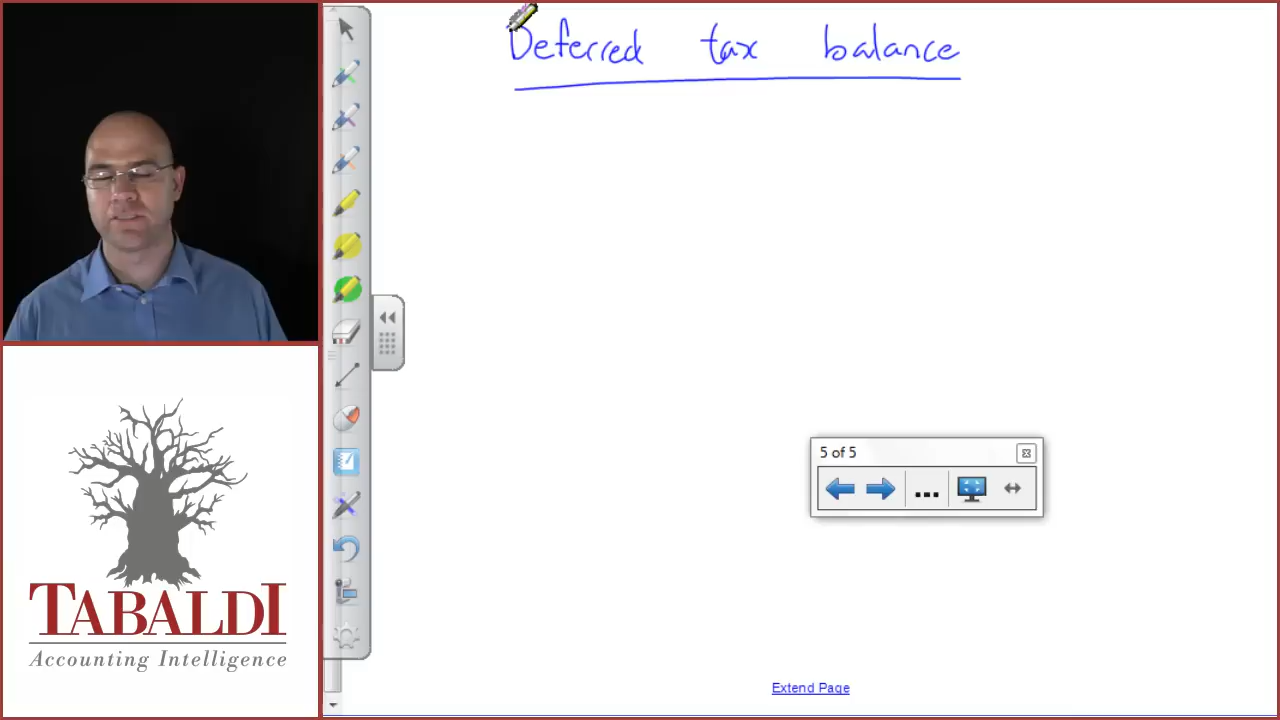 Deferred tax balance
5 of 5
...
TABALDI
Accounting Intelligence
Extend Page